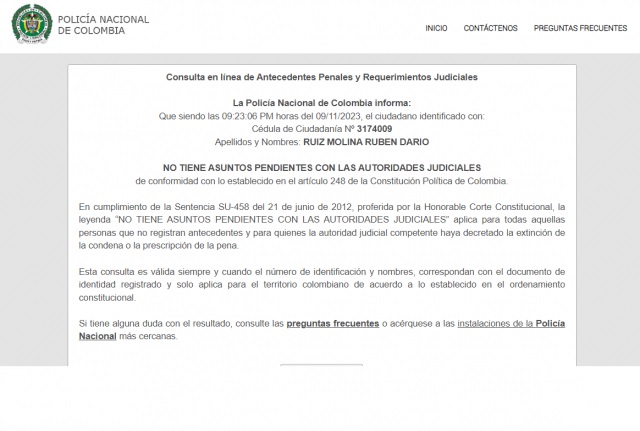 POLICÍA NACIONAL
DE COLOMBIA
INICIO CONTÁCTENOS PREGUNTAS FRECUENTES
Consulta en línea de Antecedentes Penales y Requerimientos Judiciales
La Policía Nacional de Colombia informa:
Que siendo las 09:23:06 PM horas del 09/11/2023, el ciudadano identificado con:
Cédula de Ciudadanía Nº 3174009
Apellidos y Nombres: RUIZ MOLINA RUBEN DARIO
NO TIENE ASUNTOS PENDIENTES CON LAS AUTORIDADES JUDICIALES
de conformidad con lo establecido en el artículo 248 de la Constitución Política de Colombia.
En cumplimiento de la Sentencia SU-458 del 21 de junio de 2012, proferida por la Honorable Corte Constitucional, la
leyenda “NO TIENE ASUNTOS PENDIENTES CON LAS AUTORIDADES JUDICIALES” aplica para todas aquellas
personas que no registran antecedentes y para quienes la autoridad judicial competente haya decretado la extinción de
la condena o la prescripción de la pena.
Esta consulta es válida siempre y cuando el número de identificación y nombres, correspondan con el documento de
identidad registrado y solo aplica para el territorio colombiano de acuerdo a lo establecido en el ordenamiento
constitucional.
Si tiene alguna duda con el resultado, consulte las preguntas frecuentes o acérquese a las instalaciones de la Policía
Nacional más cercanas.